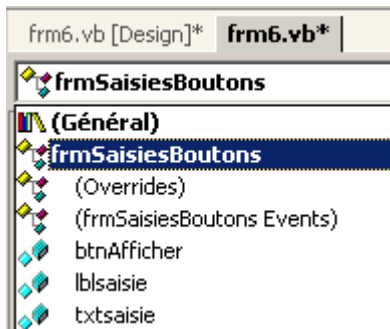 frm6.vb [Design]* frm6.vb*
frmSaisiesBoutons
(Général)
frmSaisiesBoutons
(Overrides)
(frmSaisiesBoutons Events)
btnAfficher
lblsaisie
txtsaisie